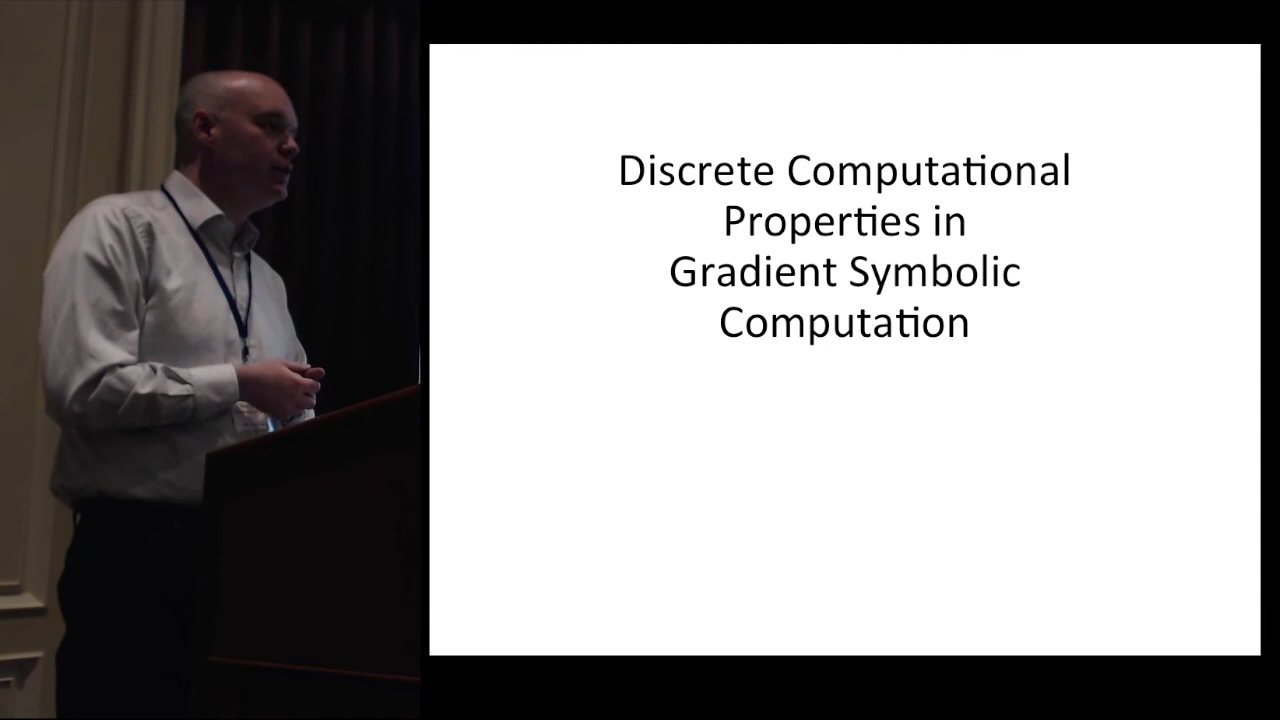 Discrete Computational
Properties in
Gradient Symbolic
Computation